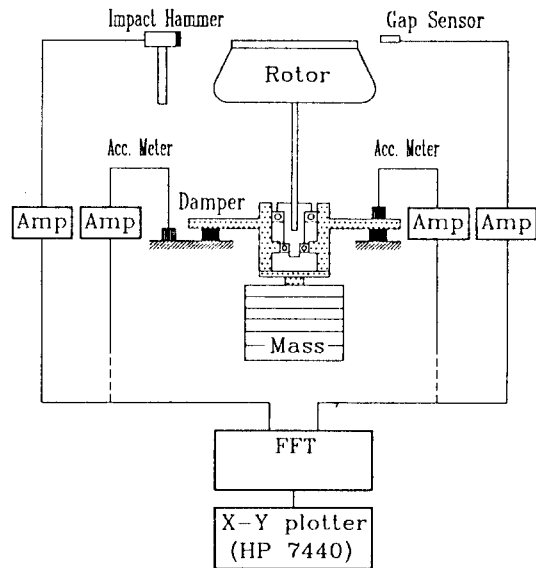 Impact Hammer
Gap Sensor
Rotor
Acc. Meter
Acc. Meter
Damper
Amp
Amp
Amp
Amp
Mass
FFT
X-Y plotter
(HP 7440)